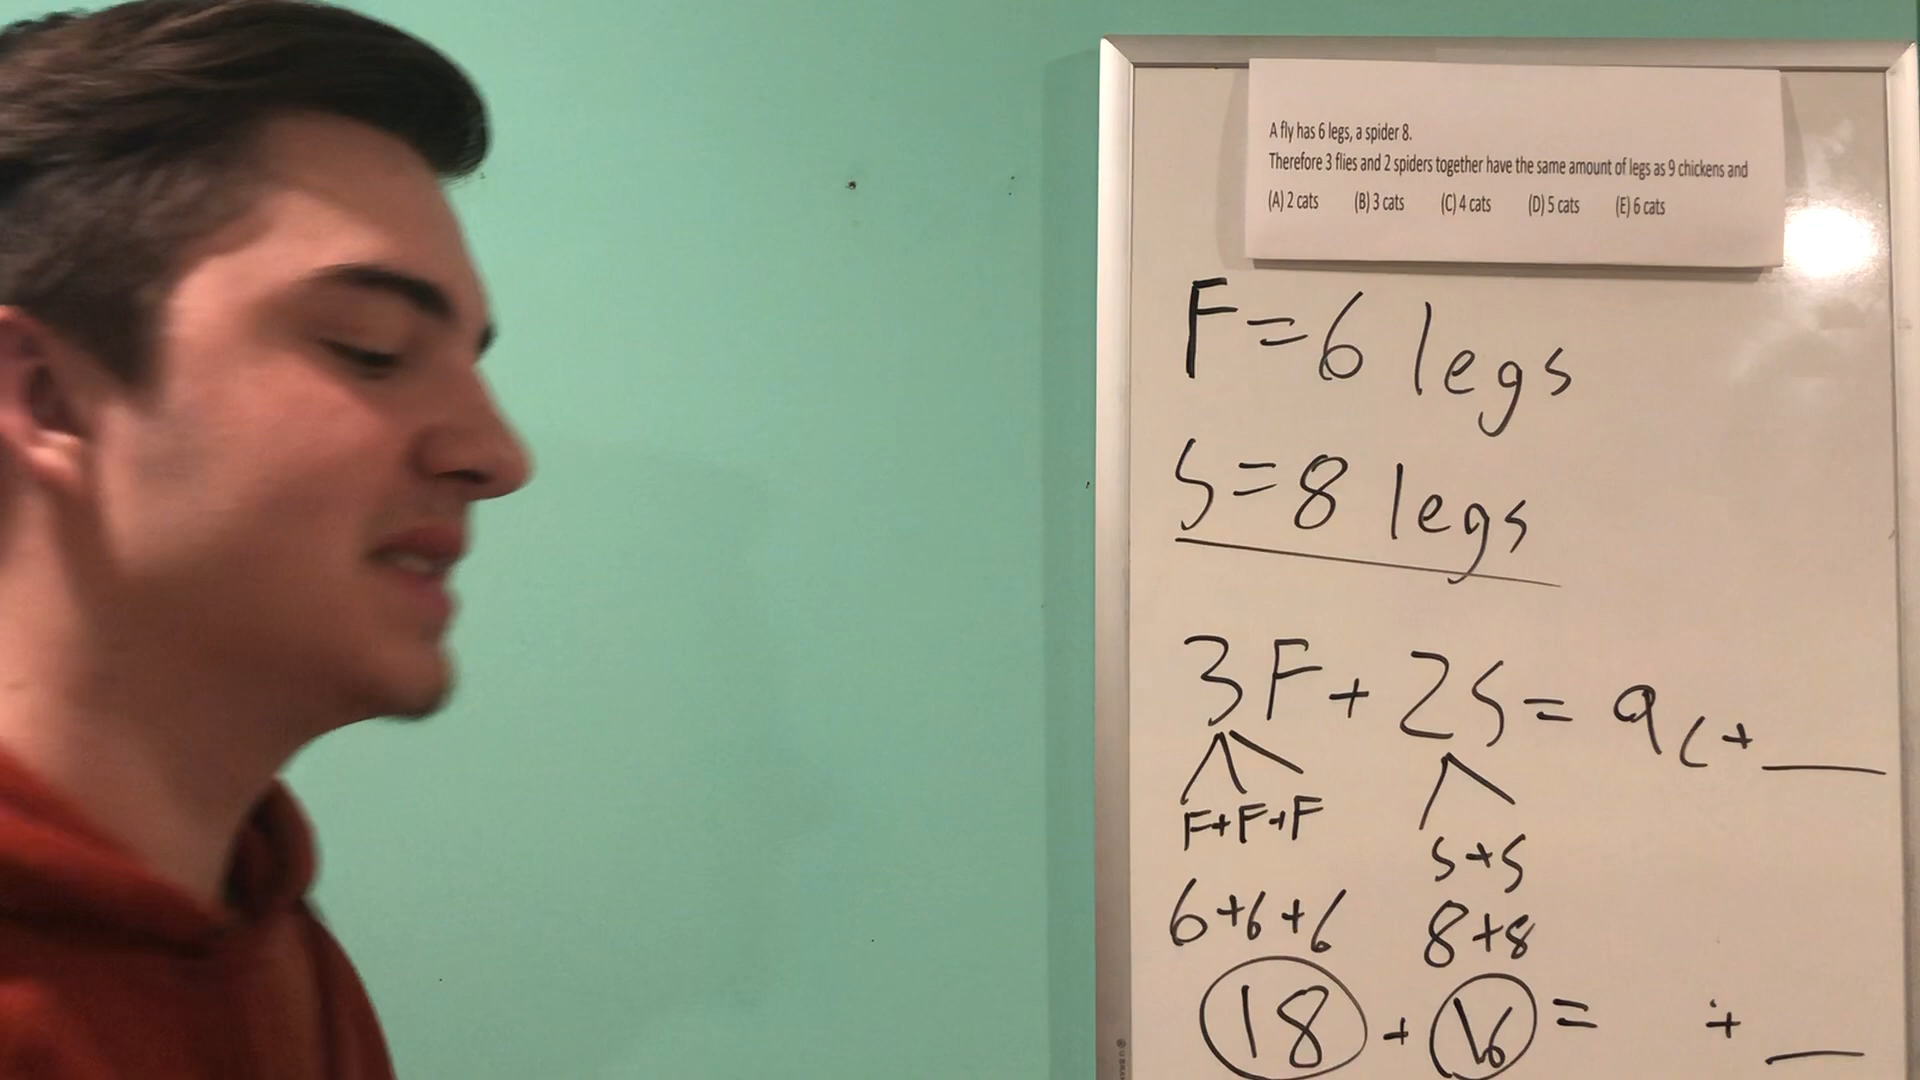 A fly has 6 legs, a spider 8.
Therefore 3 flies and 2 spiders together have the same amount of legs as 9 chickens and
(A) 2 cats (B) 3 cats (C) 4 cats (D) 5 cats (E) 6 cats
F=6 legs
S=8 legs
3F+2S=9c+__
F+F+F
S+S
6+6+6 8+8
18+16= +__